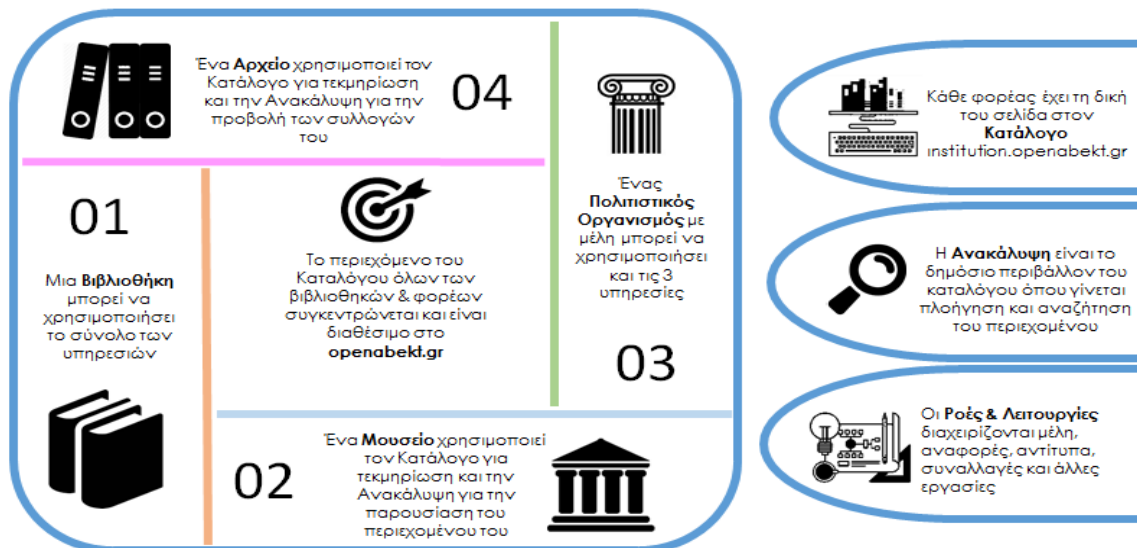 Ένα Αρχείο χρησιμοποιεί τον
Κατάλογο για τεκμηρίωση
και την Ανακάλυψη για την
προβολή των συλλογών
του
04
01
Μια Βιβλιοθήκη
μπορεί να
χρησιμοποιήσει
το σύνολο των
υπηρεσιών
Το περιεχόμενο του
Καταλόγου όλων των
βιβλιοθηκών & φορέων
συγκεντρώνεται και είναι
διαθέσιμο στο
openabekt.gr
Ένας
Πολιτιστικός
Οργανισμός με
μέλη μπορεί να
χρησιμοποιήσει
και τις 3
υπηρεσίες
03
02
Ένα Μουσείο χρησιμοποιεί
τον Κατάλογο για
τεκμηρίωση και την
Ανακάλυψη για την
παρουσίαση του
περιεχομένου του
Κάθε φορέας έχει τη δική
του σελίδα στον
Κατάλογο
institution.openabekt.gr
Η Ανακάλυψη είναι το
δημόσιο περιβάλλον του
καταλόγου όπου γίνεται
πλοήγηση και αναζήτηση
του περιεχομένου
Οι Ροές & Λειτουργίες
διαχειρίζονται μέλη,
αναφορές, αντίτυπα,
συναλλαγές και άλλες
εργασίες